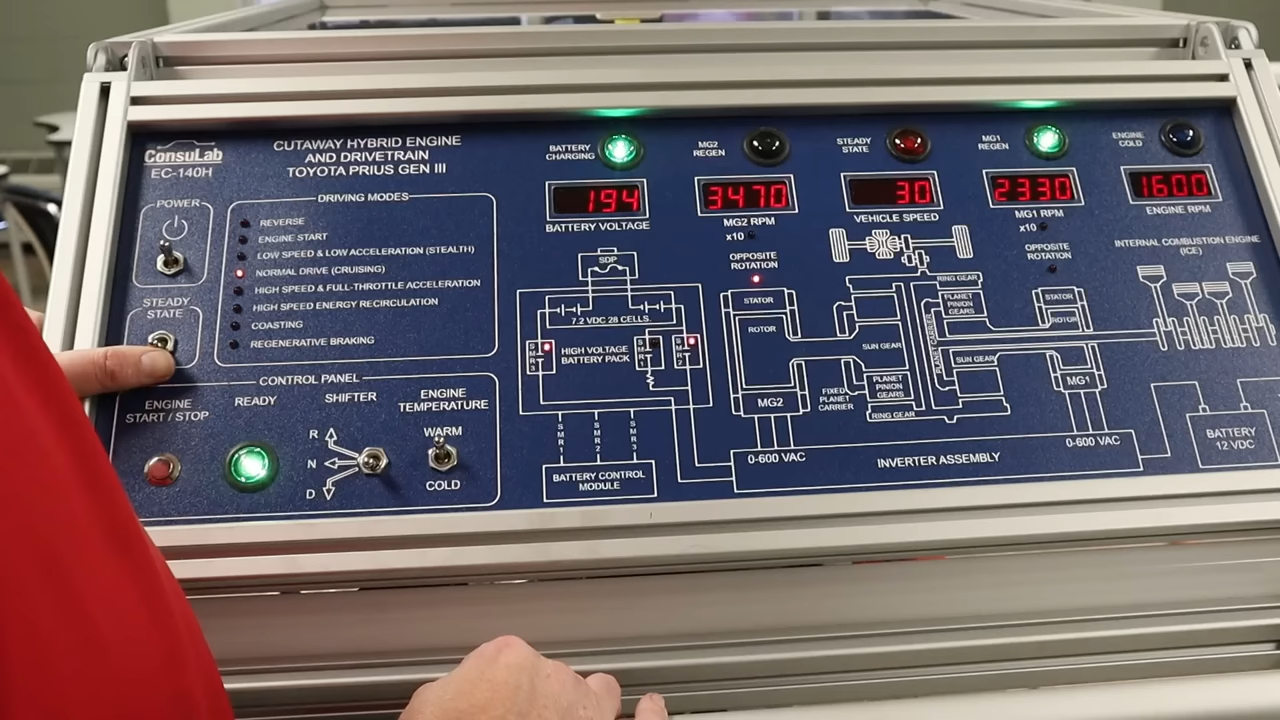 ConsuLab
EC-140H
CUTAWAY HYBRID ENGINE
AND DRIVETRAIN
TOYOTA PRIUS GEN III
POWER
STEADY
STATE
DRIVING MODES
REVERSE
ENGINE START
LOW SPEED & LOW ACCELERATION (STEALTH)
NORMAL DRIVE (CRUISING)
HIGH SPEED & FULL-THROTTLE ACCELERATION
HIGH SPEED ENERGY RECIRCULATION
COASTING
REGENERATIVE BRAKING
CONTROL PANEL
ENGINE
START / STOP
READY
SHIFTER
R
N
D
ENGINE
TEMPERATURE
WARM
COLD
BATTERY
CHARGING
194
BATTERY VOLTAGE
MG2
REGEN
3470
MG2 RPM
x10
STEADY
STATE
30
VEHICLE SPEED
MG1
REGEN
2330
MG1 RPM
x10
ENGINE
COLD
1600
ENGINE RPM
SDP
7.2 VDC 28 CELLS.
SMR3
HIGH VOLTAGE
BATTERY PACK
SMR1
SMR2
SMR1
SMR2
SMR3
BATTERY CONTROL
MODULE
OPPOSITE
ROTATION
STATOR
ROTOR
MG2
0-600 VAC
SUN GEAR
FIXED
PLANET
CARRIER
PLANET
PINION
GEARS
RING GEAR
PLANET CARRIER
RING GEAR
PLANET
PINION
GEARS
SUN GEAR
OPPOSITE
ROTATION
STATOR
ROTOR
MG1
0-600 VAC
INVERTER ASSEMBLY
INTERNAL COMBUSTION ENGINE
(ICE)
BATTERY
12 VDC